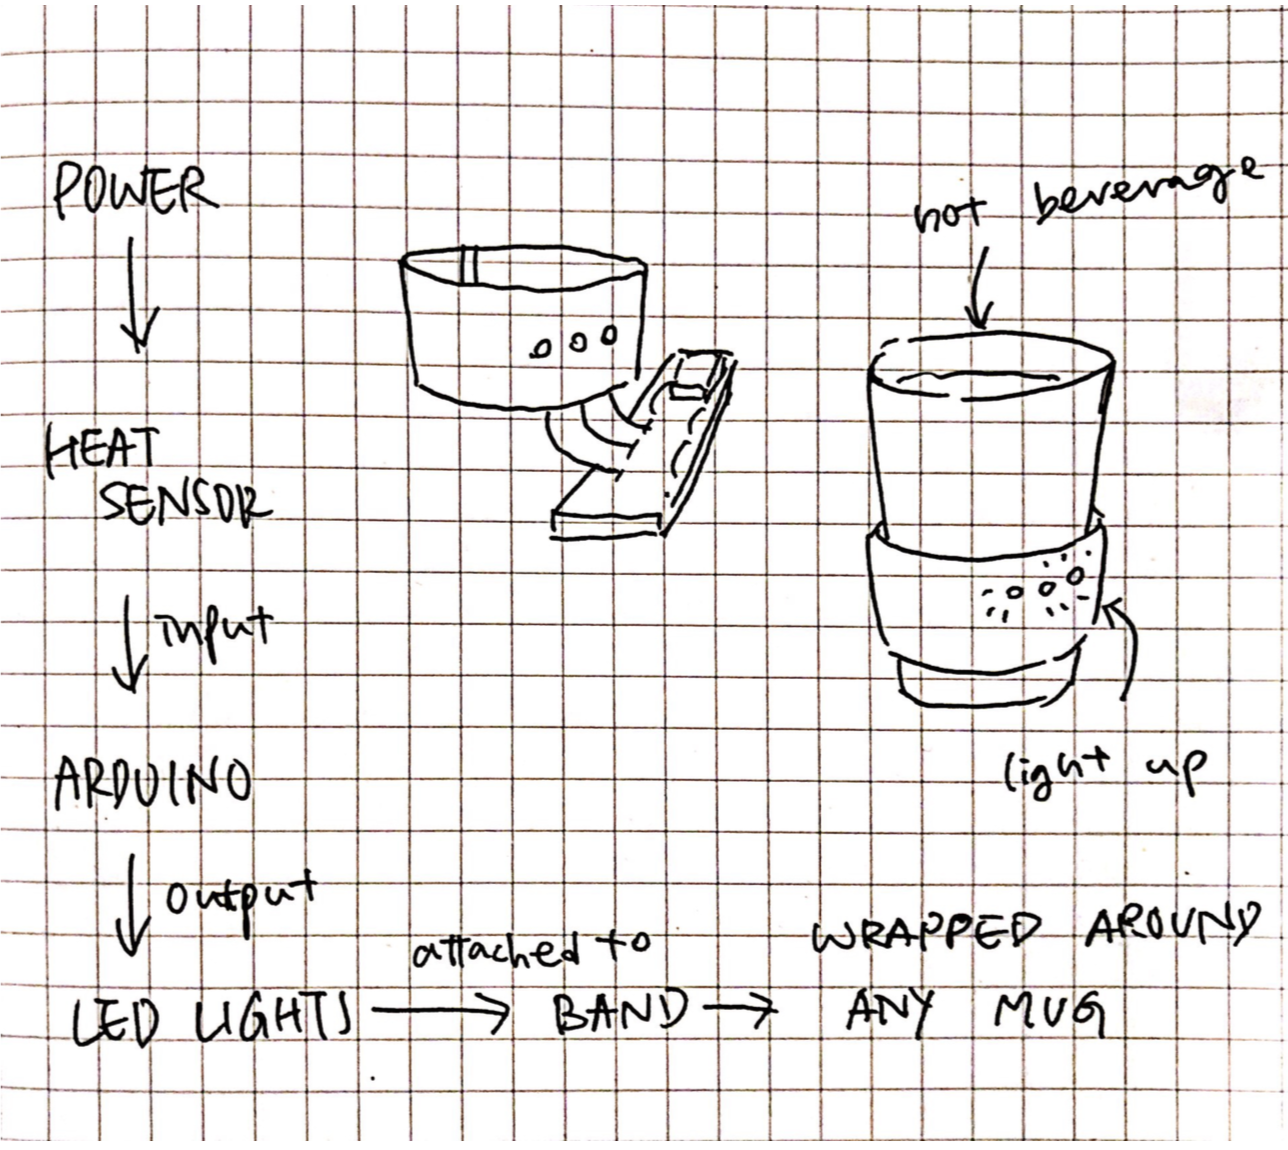 POWER
hot beverage
HEAT
SENSOR
input
ARDUINO
light up
output
attached to
WRAPPED AROUND
LED LIGHTS
BAND
ANY MUG